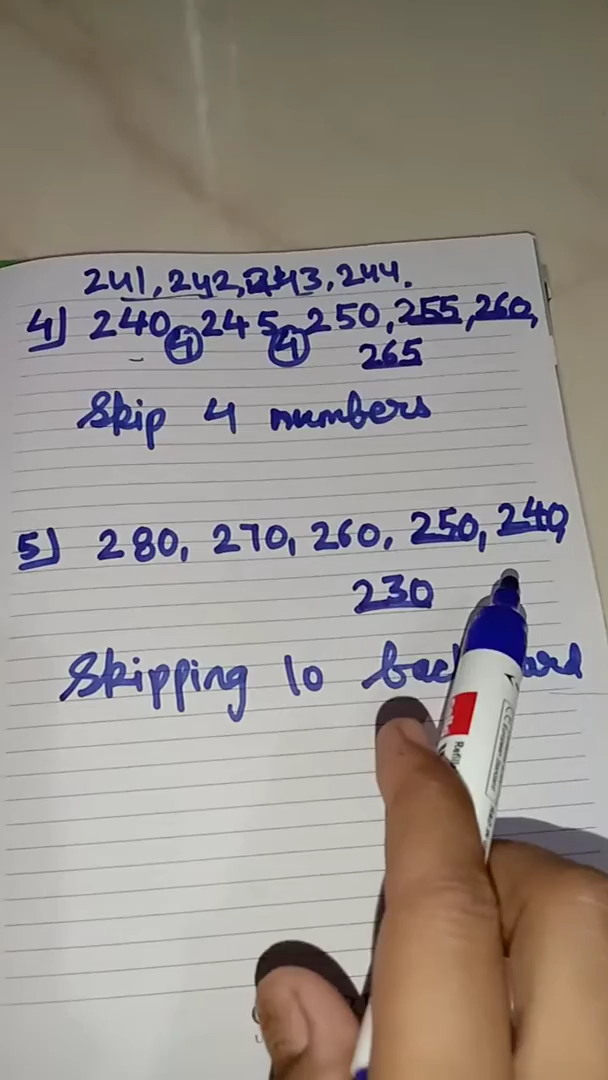 241, 242, 243, 244.
4) 240, 245, 250, 255, 260,
4 4
265
Skip 4 numbers
5) 280, 270, 260, 250, 240,
230
Skipping 10